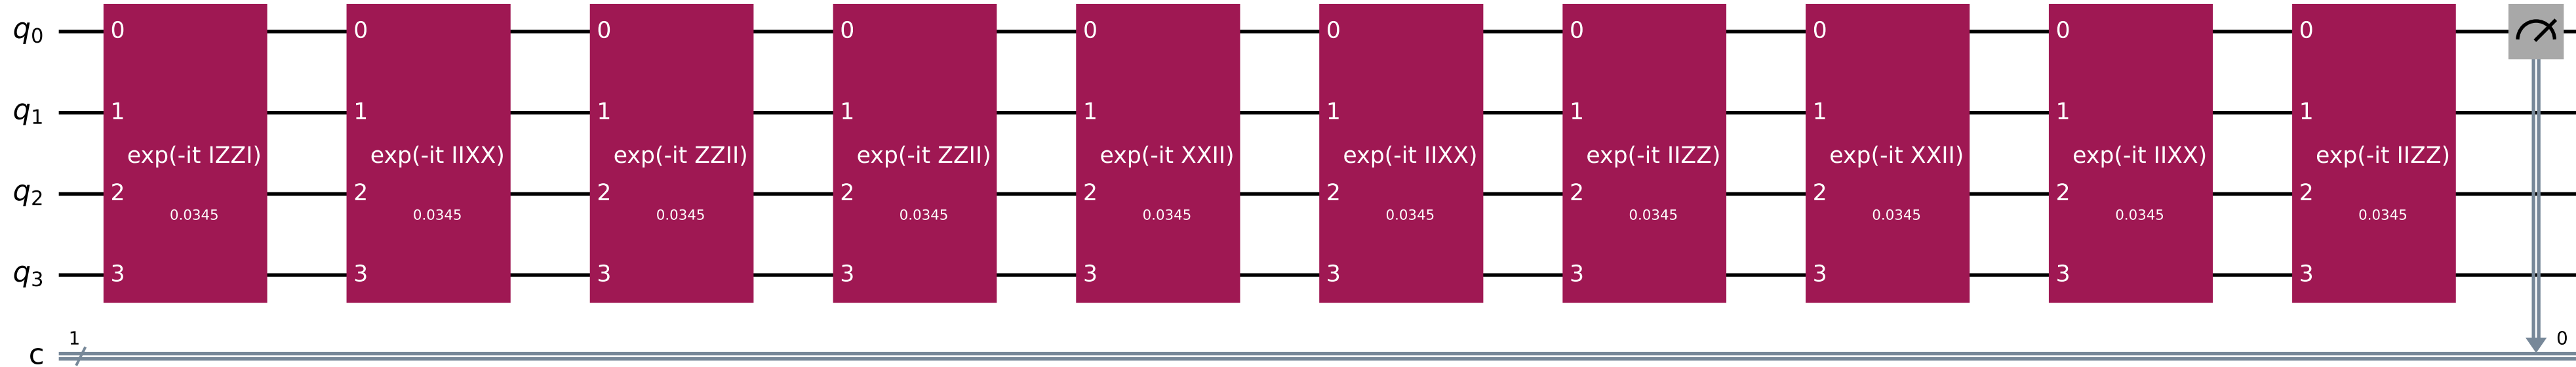 q0 0 0 0 0 0 0 0 0 0 0
q1 1 1 1 1 1 1 1 1 1 1
exp(-it IZZI) exp(-it IIXX) exp(-it ZZII) exp(-it ZZII) exp(-it XXII) exp(-it IIXX) exp(-it IIZZ) exp(-it XXII) exp(-it IIXX) exp(-it IIZZ)
q2 2 2 2 2 2 2 2 2 2 2
0.0345 0.0345 0.0345 0.0345 0.0345 0.0345 0.0345 0.0345 0.0345 0.0345
q3 3 3 3 3 3 3 3 3 3 3
1 0
c